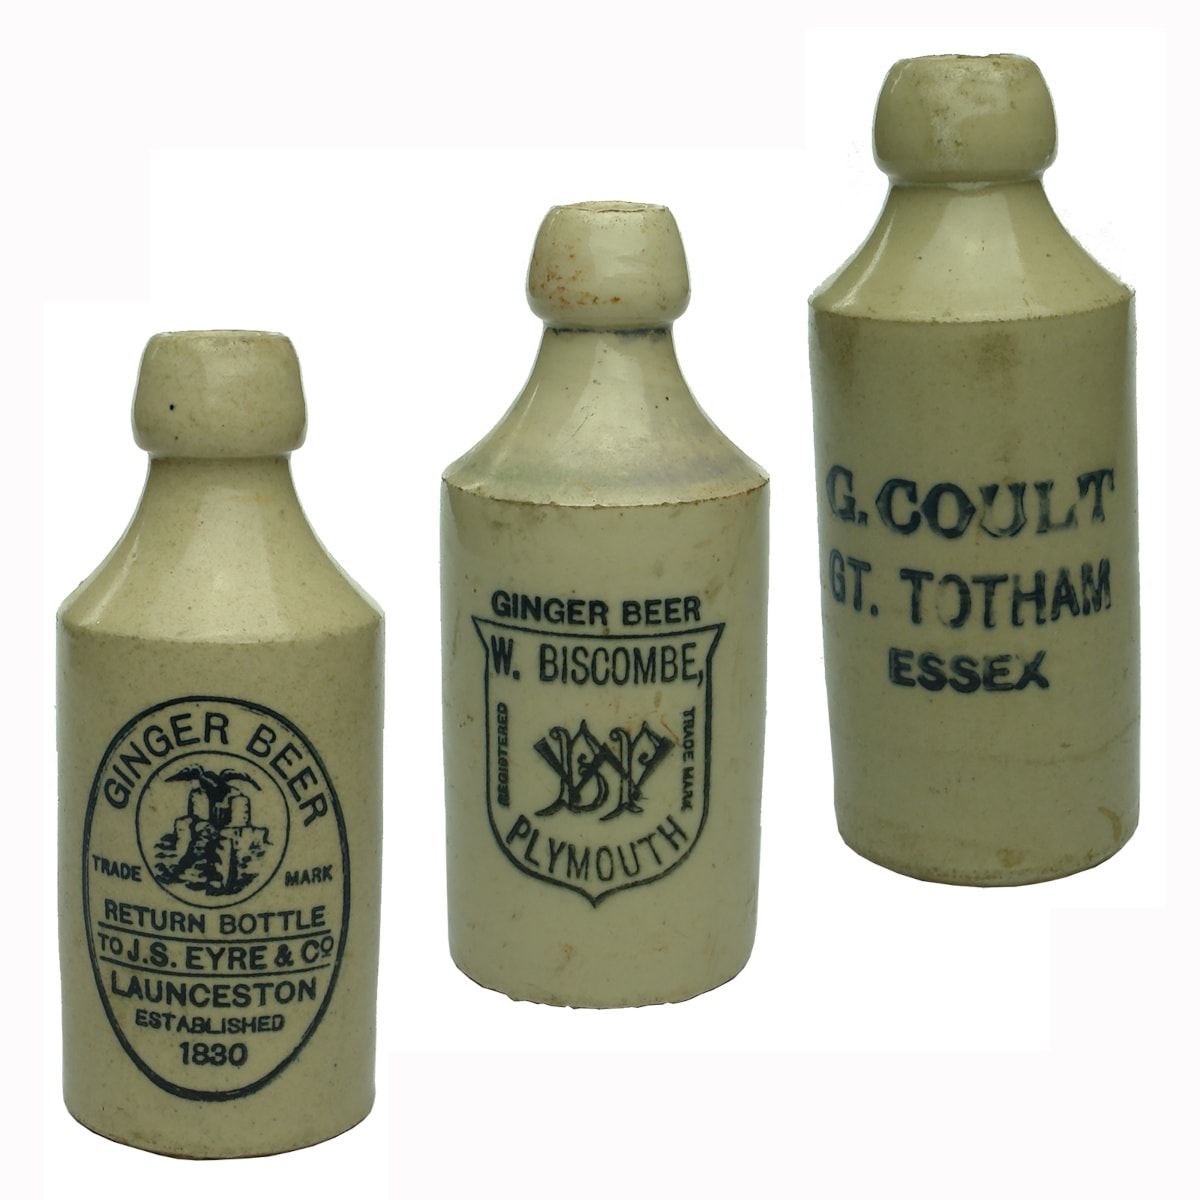 GINGER BEER
TRADE MARK
RETURN BOTTLE
TO J.S. EYRE & Co
LAUNCESTON
ESTABLISHED
1830
GINGER BEER
W. BISCOMBE,
REGISTERED
TRADE MARK
PLYMOUTH
G. COULT
GT. TOTHAM
ESSEX